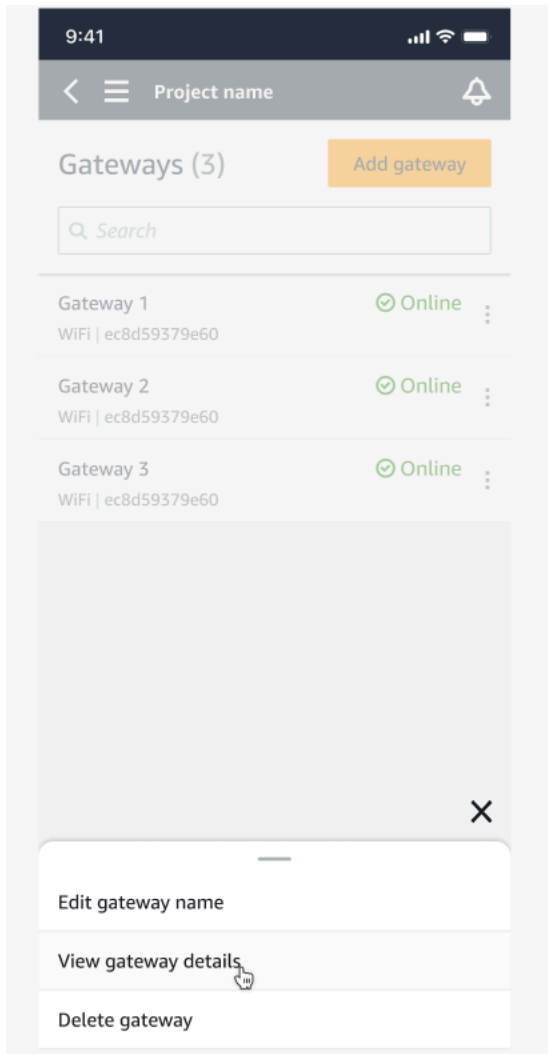 9:41
Project name
Gateways (3)
Add gateway
Search
Gateway 1
Online
WiFi | ec8d59379e60
Gateway 2
Online
WiFi | ec8d59379e60
Gateway 3
Online
WiFi | ec8d59379e60
Edit gateway name
View gateway details
Delete gateway